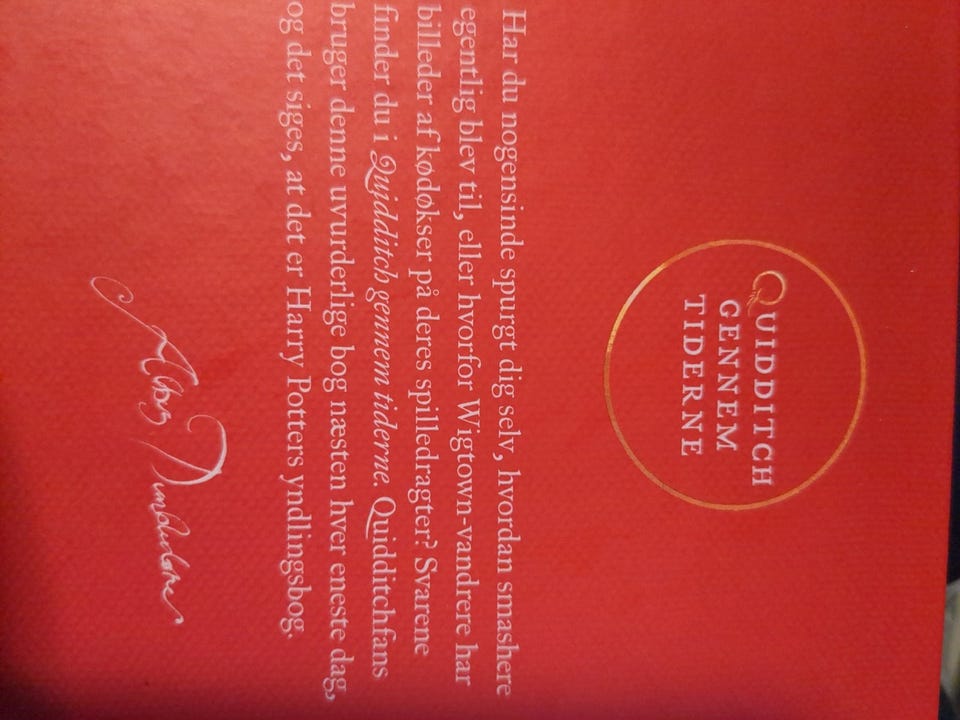 QUIDDITCH
GENNEM
TIDERNE
Har du nogensinde spurgt dig selv, hvordan smashere
egentlig blev til, eller hvorfor Wigtown-vandrere har
billeder af kødøkser på deres spilledragter? Svarene
finder du i Quidditch gennem tiderne. Quidditchfans
bruger denne uvurderlige bog næsten hver eneste dag,
og det siges, at det er Harry Potters yndlingsbog.
Albus Dumbledore